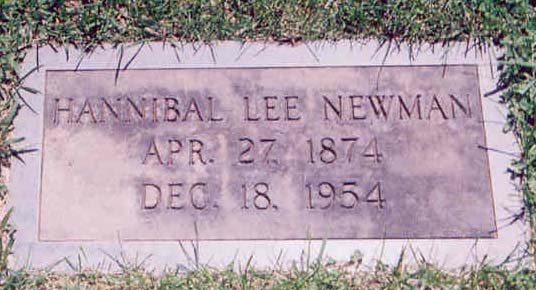 HANNIBAL LEE NEWMAN
APR. 27, 1874
DEC. 18, 1954